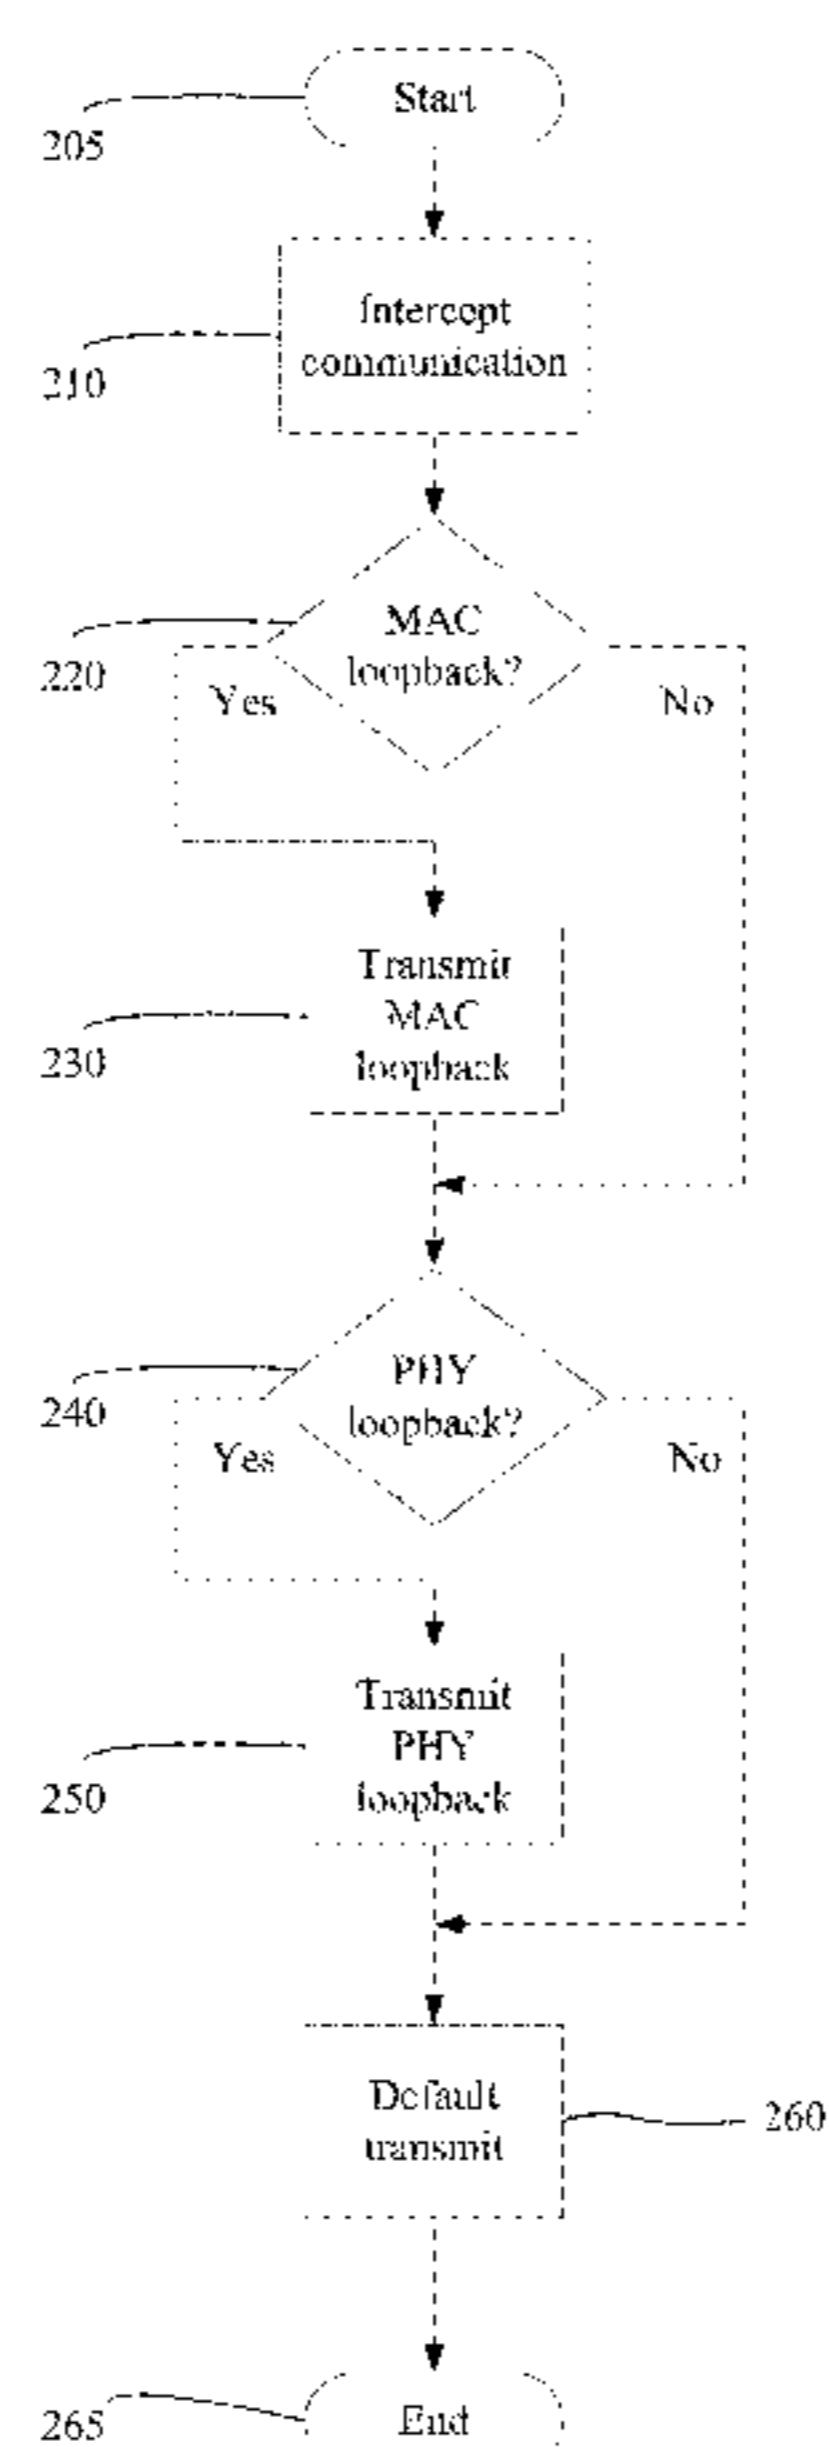 Start
205
Intercept
communication
210
MAC
loopback?
220
Yes
No
Transmit
MAC
loopback
230
PHY
loopback?
240
Yes
No
Transmit
PHY
loopback
250
Default
transmit
260
End
265